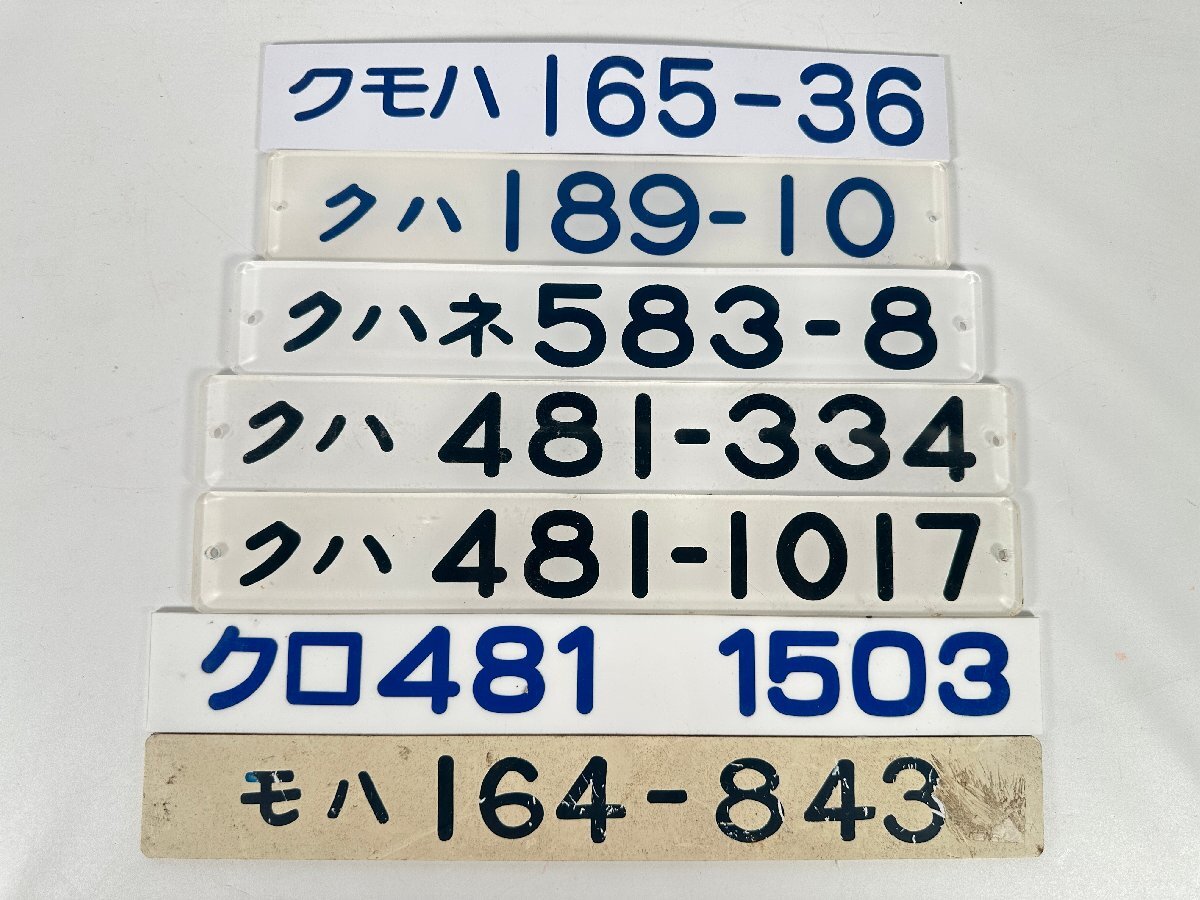 クモハ 165-36
クハ 189-10
クハネ 583-8
クハ 481-334
クハ 481-1017
クロ481 1503
モハ 164-843